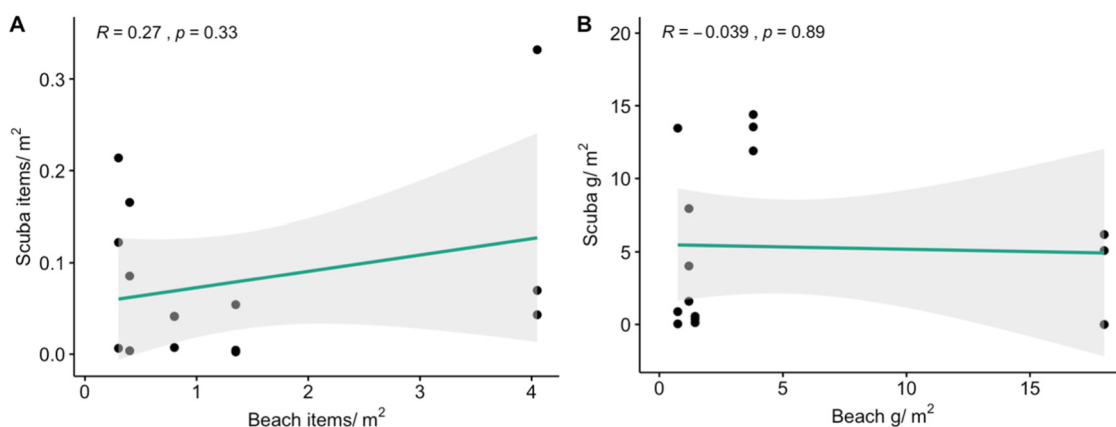 A
R = 0.27 , p = 0.33
Scuba items/ m²
0.3
0.2
0.1
0.0
0
1
2
3
4
Beach items/ m²
B
R = −0.039 , p = 0.89
Scuba g/ m²
20
15
10
5
0
0
5
10
15
Beach g/ m²